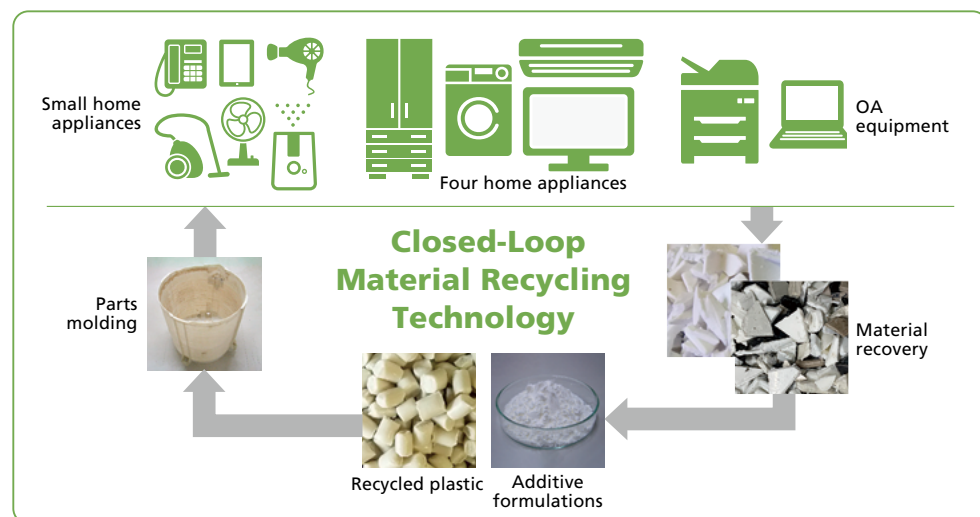 Small home
appliances
OA
equipment
Four home appliances
Closed-Loop
Material Recycling
Technology
Parts
molding
Material
recovery
Recycled plastic
Additive
formulations